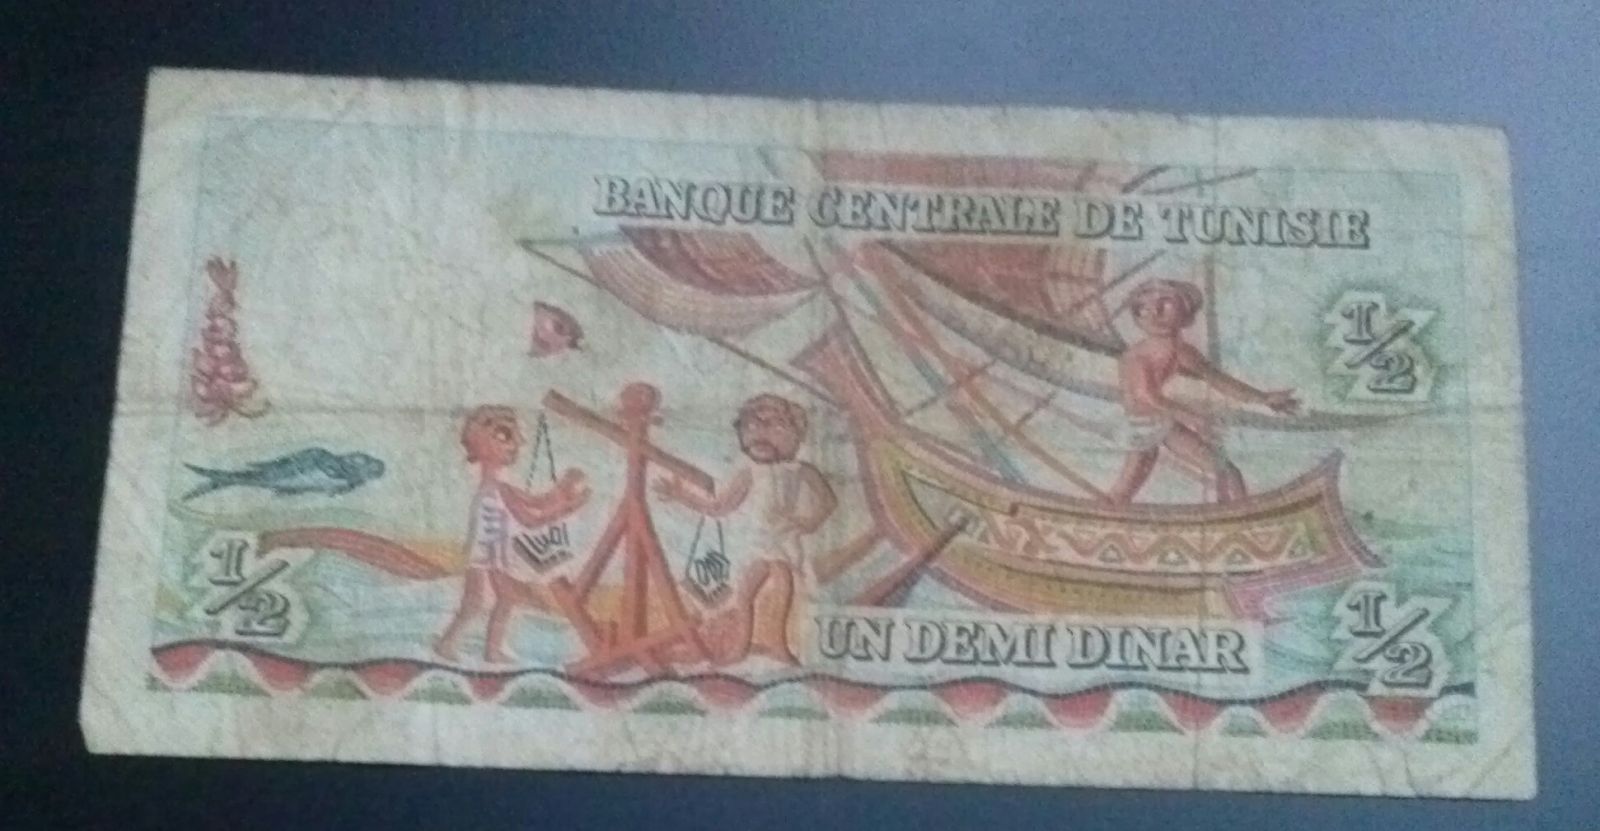 BANQUE CENTRALE DE TUNISIE
1/2
1/2
UN DEMI DINAR
1/2